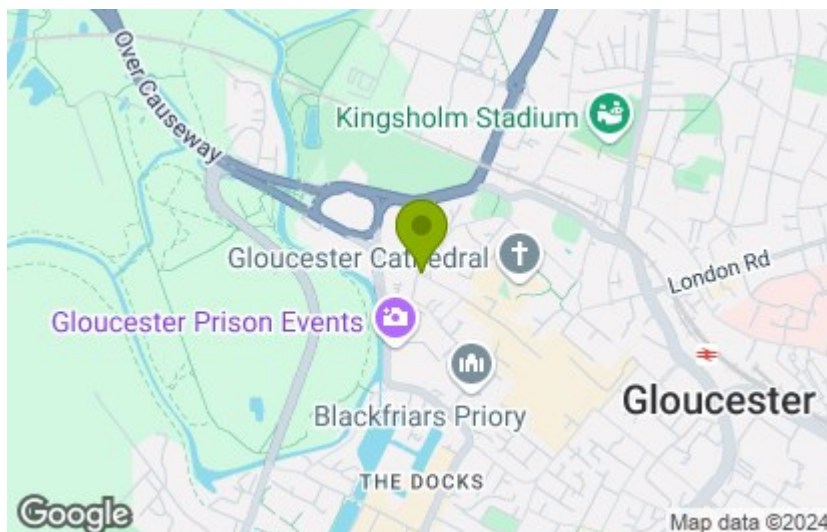 Over Causeway
Kingsholm Stadium
Gloucester Cathedral
London Rd
Gloucester Prison Events
Gloucester
Blackfriars Priory
THE DOCKS
Google
Map data ©2024